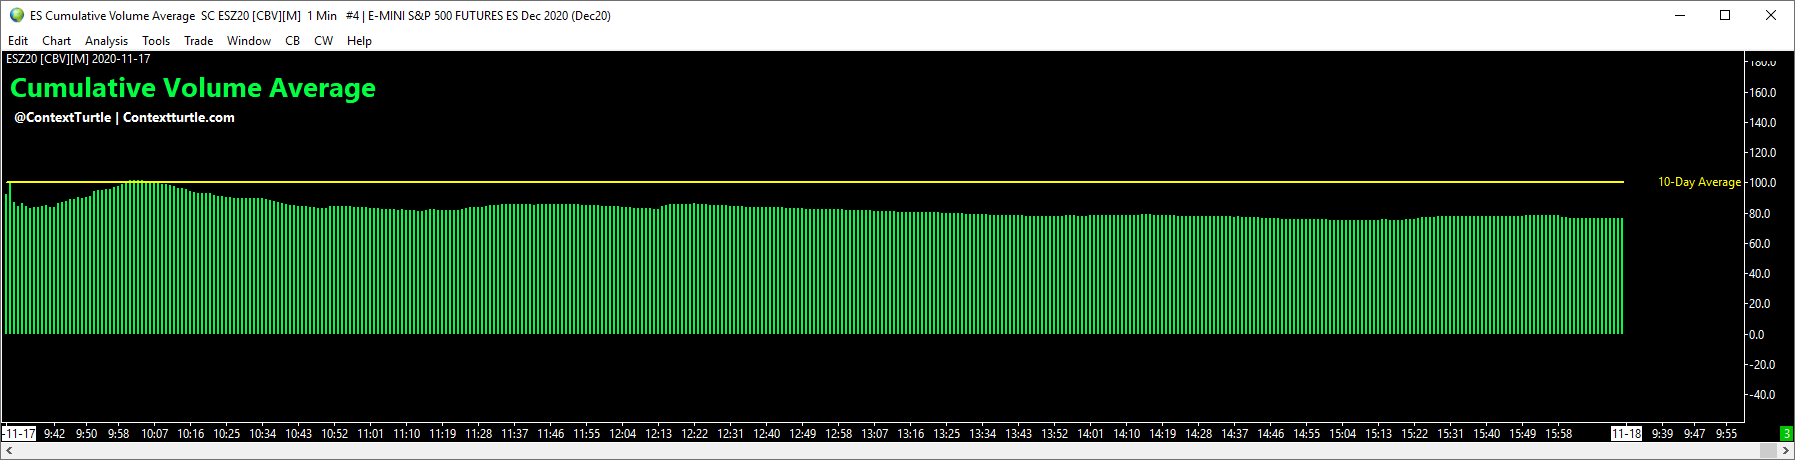 ES Cumulative Volume Average  SC ESZ20 [CBV][M]  1 Min   #4 | E-MINI S&P 500 FUTURES ES Dec 2020 (Dec20)
Edit Chart Analysis Tools Trade Window CB CW Help
ESZ20 [CBV][M] 2020-11-17
Cumulative Volume Average
@ContextTurtle | Contextturtle.com
180.0
160.0
140.0
120.0
10-Day Average 100.0
80.0
60.0
40.0
20.0
0.0
-20.0
-40.0
-11-17 9:42 9:50 9:58 10:07 10:16 10:25 10:34 10:43 10:52 11:01 11:10 11:19 11:28 11:37 11:46 11:55 12:04 12:13 12:22 12:31 12:40 12:49 12:58 13:07 13:16 13:25 13:34 13:43 13:52 14:01 14:10 14:19 14:28 14:37 14:46 14:55 15:04 15:13 15:22 15:31 15:40 15:49 15:58 11-18 9:39 9:47 9:55 3